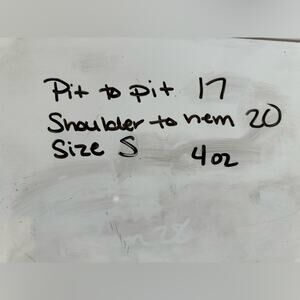 Pit to pit 17
Shoulder to hem 20
Size S 4oz